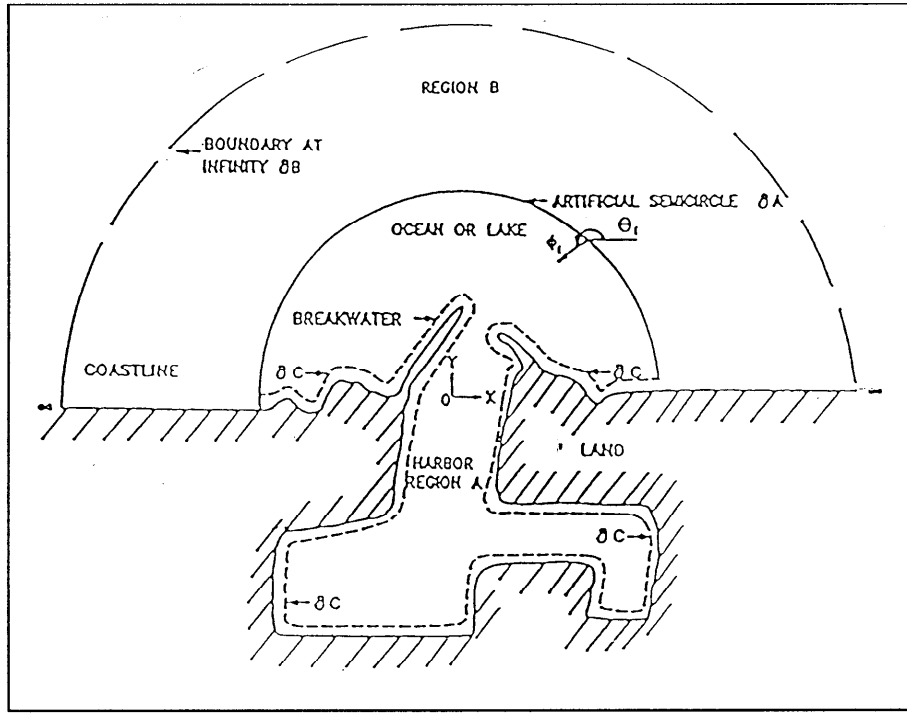 REGION B
BOUNDARY AT
INFINITY ∂B
ARTIFICIAL SEMICIRCLE ∂A
OCEAN OR LAKE
θ₁
ϕ₁
BREAKWATER
COASTLINE
∂C
∂C
Y
O
X
∞
∞
LAND
HARBOR
REGION A
∂C
∂C